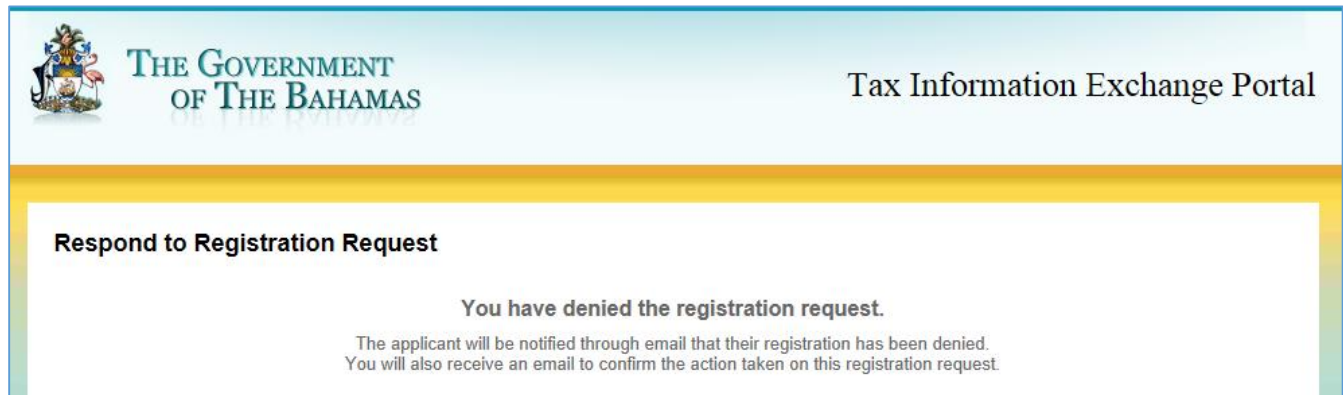 THE GOVERNMENT
OF THE BAHAMAS
Tax Information Exchange Portal
Respond to Registration Request
You have denied the registration request.
The applicant will be notified through email that their registration has been denied.
You will also receive an email to confirm the action taken on this registration request.